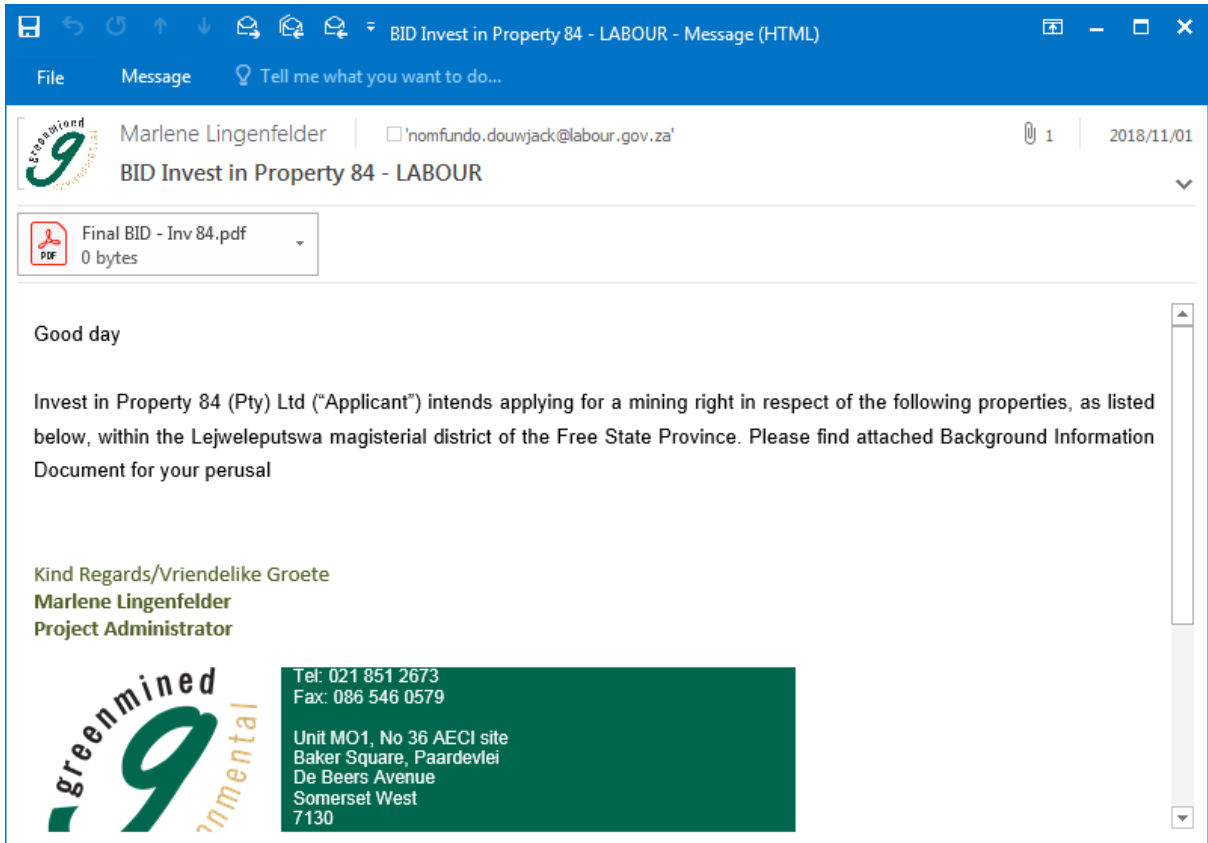 BID Invest in Property 84 - LABOUR - Message (HTML)
File Message Tell me what you want to do...
greenmined
Marlene Lingenfelder 'nomfundo.douwjack@labour.gov.za' 1 2018/11/01
BID Invest in Property 84 - LABOUR
Final BID - Inv 84.pdf
PDF
0 bytes
Good day
Invest in Property 84 (Pty) Ltd (“Applicant”) intends applying for a mining right in respect of the following properties, as listed
below, within the Lejweleputswa magisterial district of the Free State Province. Please find attached Background Information
Document for your perusal
Kind Regards/Vriendelike Groete
Marlene Lingenfelder
Project Administrator
greenmined
g
onmental
Tel: 021 851 2673
Fax: 086 546 0579
Unit MO1, No 36 AECI site
Baker Square, Paardevlei
De Beers Avenue
Somerset West
7130